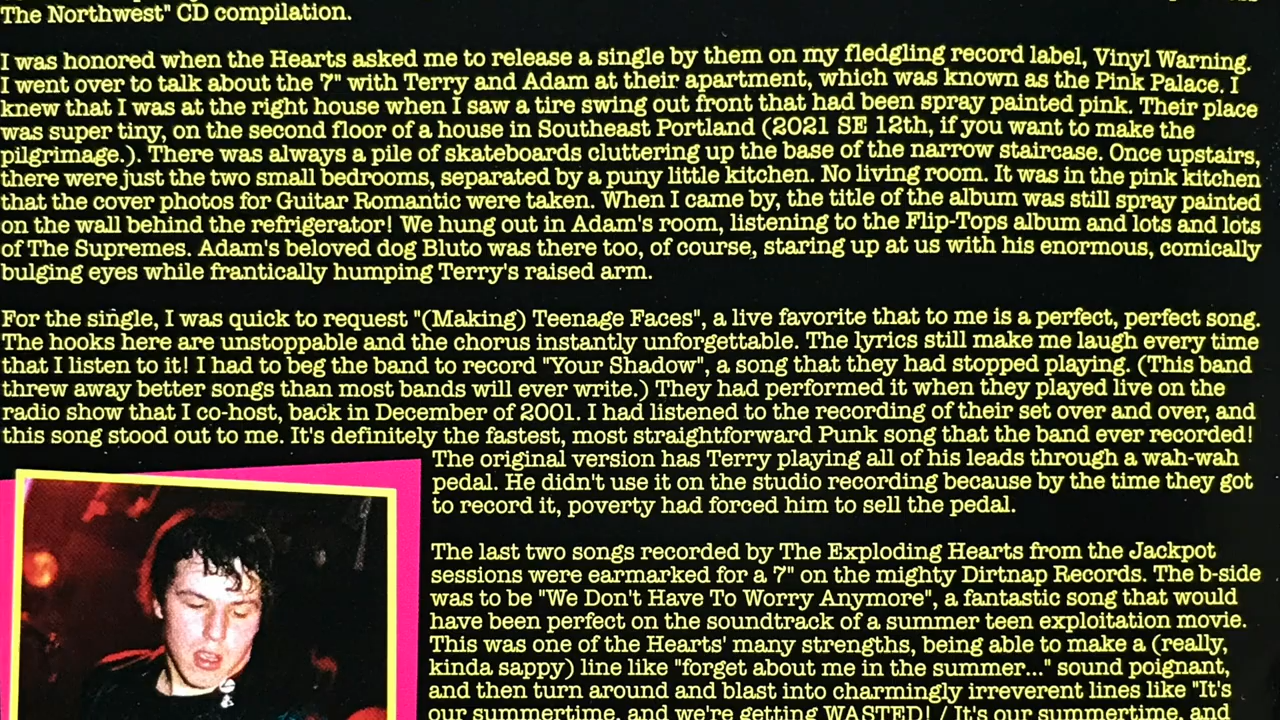 The Northwest" CD compilation.
I was honored when the Hearts asked me to release a single by them on my fledgling record label, Vinyl Warning.
I went over to talk about the 7" with Terry and Adam at their apartment, which was known as the Pink Palace. I
knew that I was at the right house when I saw a tire swing out front that had been spray painted pink. Their place
was super tiny, on the second floor of a house in Southeast Portland (2021 SE 12th, if you want to make the
pilgrimage.). There was always a pile of skateboards cluttering up the base of the narrow staircase. Once upstairs,
there were just the two small bedrooms, separated by a puny little kitchen. No living room. It was in the pink kitchen
that the cover photos for Guitar Romantic were taken. When I came by, the title of the album was still spray painted
on the wall behind the refrigerator! We hung out in Adam's room, listening to the Flip-Tops album and lots and lots
of The Supremes. Adam's beloved dog Bluto was there too, of course, staring up at us with his enormous, comically
bulging eyes while frantically humping Terry's raised arm.
For the single, I was quick to request "(Making) Teenage Faces", a live favorite that to me is a perfect, perfect song.
The hooks here are unstoppable and the chorus instantly unforgettable. The lyrics still make me laugh every time
that I listen to it! I had to beg the band to record "Your Shadow", a song that they had stopped playing. (This band
threw away better songs than most bands will ever write.) They had performed it when they played live on the
radio show that I co-host, back in December of 2001. I had listened to the recording of their set over and over, and
this song stood out to me. It's definitely the fastest, most straightforward Punk song that the band ever recorded!
The original version has Terry playing all of his leads through a wah-wah
pedal. He didn't use it on the studio recording because by the time they got
to record it, poverty had forced him to sell the pedal.
The last two songs recorded by The Exploding Hearts from the Jackpot
sessions were earmarked for a 7" on the mighty Dirtnap Records. The b-side
was to be "We Don't Have To Worry Anymore", a fantastic song that would
have been perfect on the soundtrack of a summer teen exploitation movie.
This was one of the Hearts' many strengths, being able to make a (really,
kinda sappy) line like "forget about me in the summer..." sound poignant,
and then turn around and blast into charmingly irreverent lines like "It's
our summertime, and we're getting WASTED! / It's our summertime, and